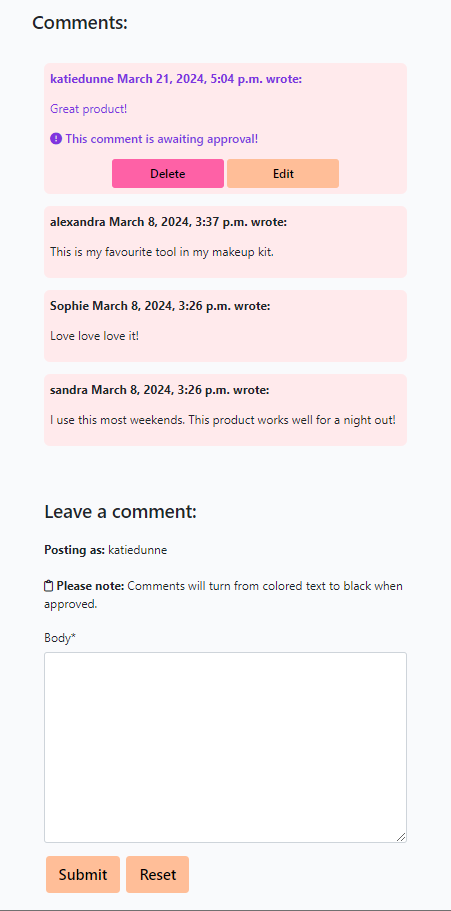 Comments:
katiedunne March 21, 2024, 5:04 p.m. wrote:
Great product!
This comment is awaiting approval!
Delete Edit
alexandra March 8, 2024, 3:37 p.m. wrote:
This is my favourite tool in my makeup kit.
Sophie March 8, 2024, 3:26 p.m. wrote:
Love love love it!
sandra March 8, 2024, 3:26 p.m. wrote:
I use this most weekends. This product works well for a night out!
Leave a comment:
Posting as: katiedunne
Please note: Comments will turn from colored text to black when
approved.
Body*
Submit Reset